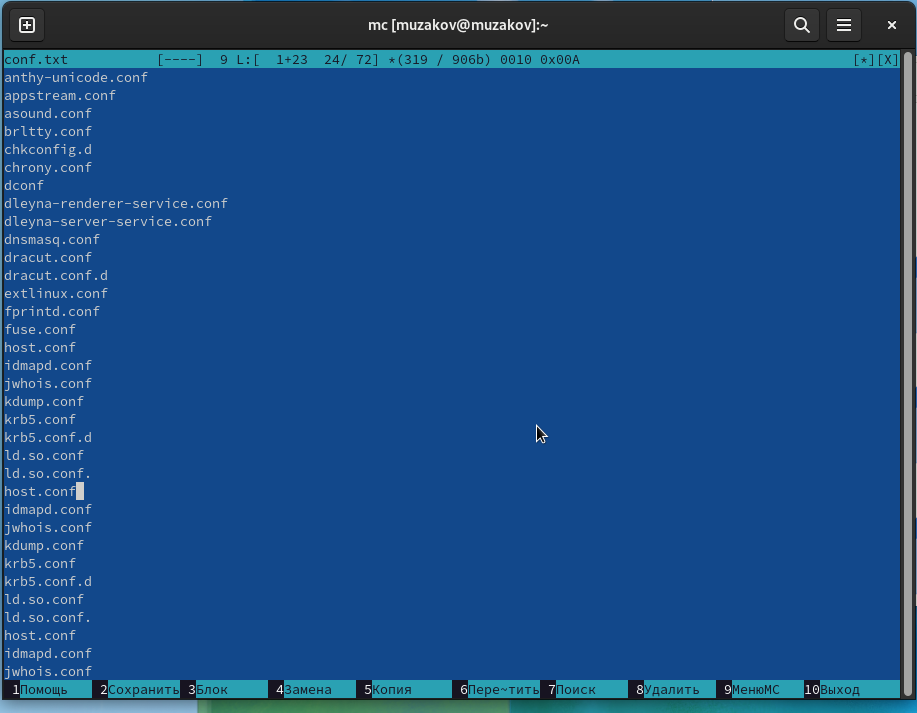 mc [muzakov@muzakov]:~
conf.txt [----] 9 L:[ 1+23 24/ 72] *(319 / 906b) 0010 0x00A [*][X]
anthy-unicode.conf
appstream.conf
asound.conf
brltty.conf
chkconfig.d
chrony.conf
dconf
dleyna-renderer-service.conf
dleyna-server-service.conf
dnsmasq.conf
dracut.conf
dracut.conf.d
extlinux.conf
fprintd.conf
fuse.conf
host.conf
idmapd.conf
jwhois.conf
kdump.conf
krb5.conf
krb5.conf.d
ld.so.conf
ld.so.conf.
host.conf
idmapd.conf
jwhois.conf
kdump.conf
krb5.conf
krb5.conf.d
ld.so.conf
ld.so.conf.
host.conf
idmapd.conf
jwhois.conf
1Помощь 2Сохранить 3Блок 4Замена 5Копия 6Пере~тить 7Поиск 8Удалить 9МенюMC 10Выход